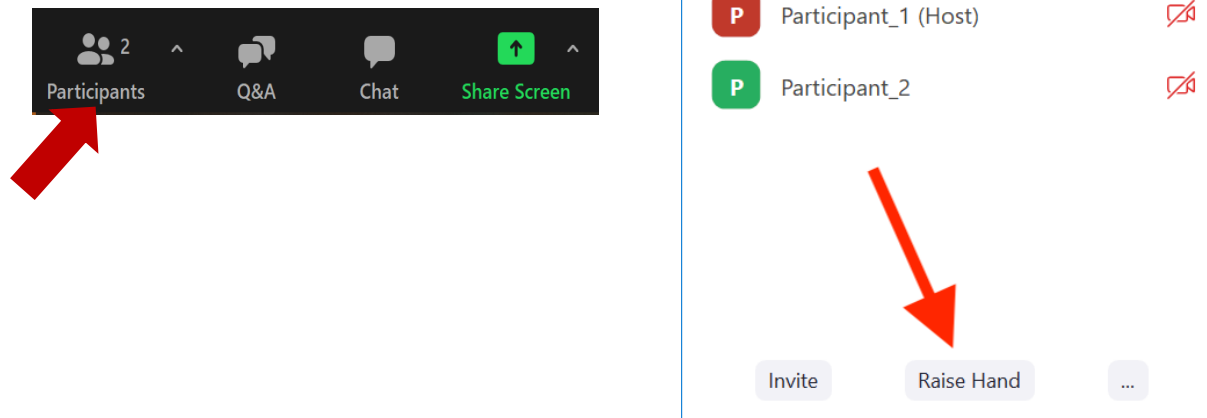 2
Participants
Q&A
Chat
Share Screen
P
Participant_1 (Host)
P
Participant_2
Invite
Raise Hand
...